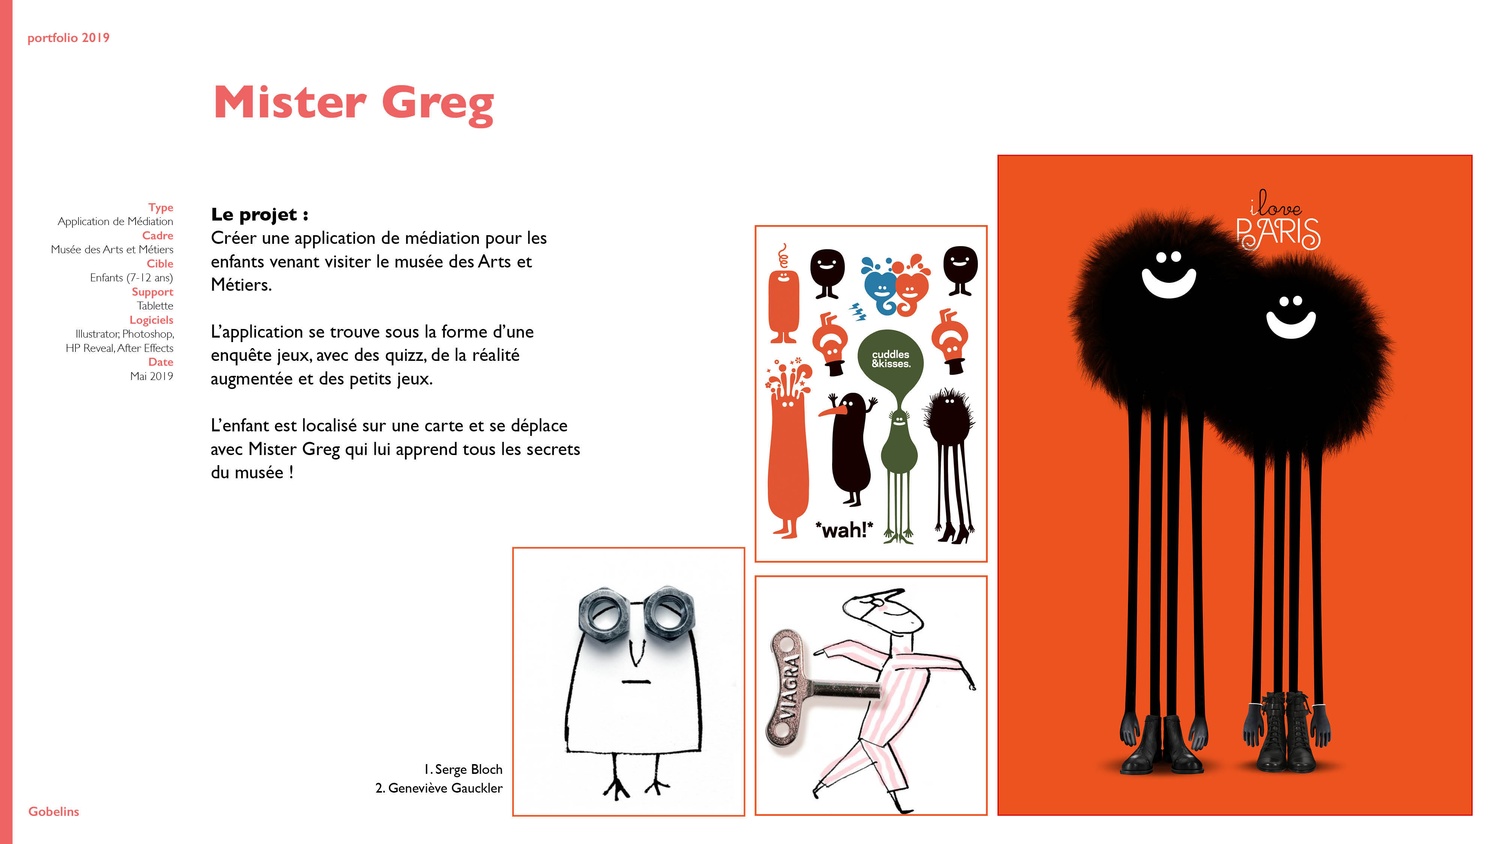 portfolio 2019
Mister Greg
Type
Application de Médiation
Cadre
Musée des Arts et Métiers
Cible
Enfants (7-12 ans)
Support
Tablette
Logiciels
Illustrator, Photoshop,
HP Reveal, After Effects
Date
Mai 2019
Le projet :
Créer une application de médiation pour les
enfants venant visiter le musée des Arts et
Métiers.
L’application se trouve sous la forme d’une
enquête jeux, avec des quizz, de la réalité
augmentée et des petits jeux.
L’enfant est localisé sur une carte et se déplace
avec Mister Greg qui lui apprend tous les secrets
du musée !
cuddles
&kisses.
*wah!*
i love
PARIS
VIAGRA
1. Serge Bloch
2. Geneviève Gauckler
Gobelins